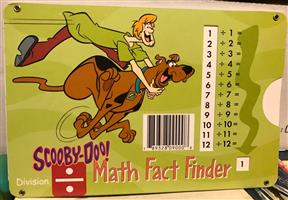 1 ÷ 1 =
2 ÷ 1 =
3 ÷ 2 =
4 ÷ 4 =
5 ÷ 5 =
6 ÷ 6 =
7 ÷ 7 =
8 ÷ 8 =
9 ÷ 9 =
10 ÷ 10 =
11 ÷ 11 =
12 ÷ 12 =
SCOOBY-DOO!
Math Fact Finder
1
Division
÷